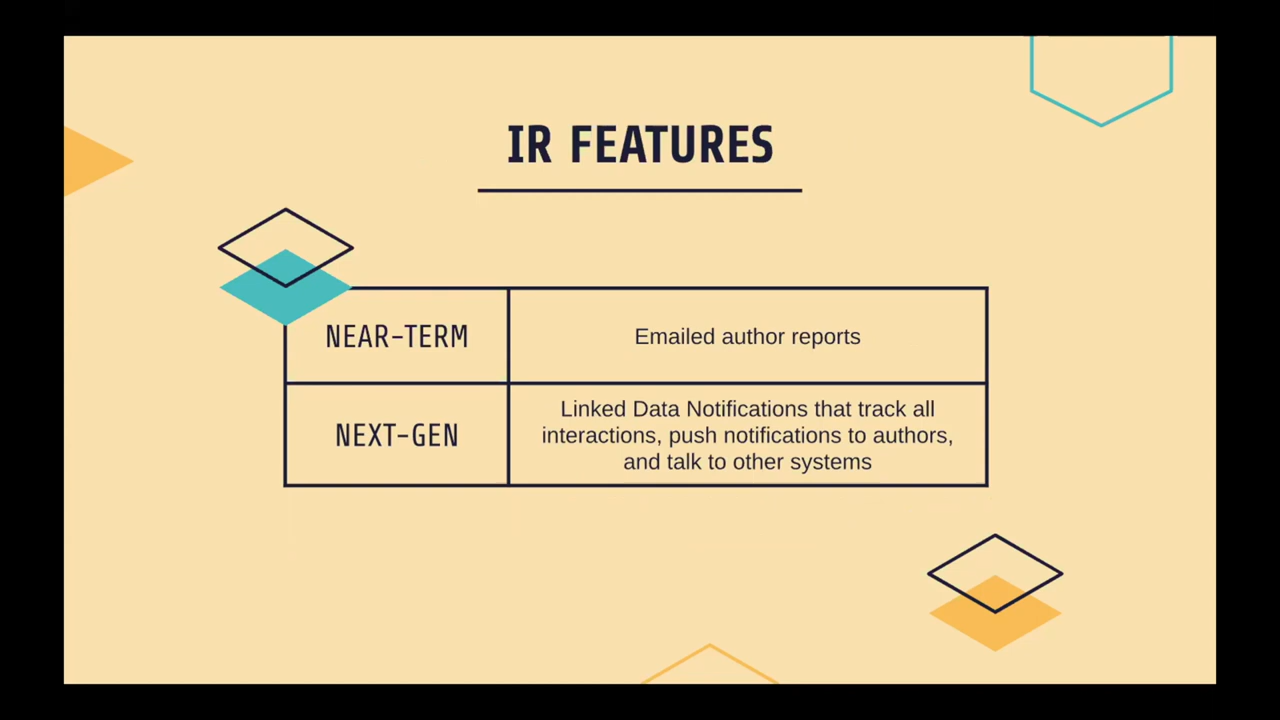 IR FEATURES
NEAR-TERM
Emailed author reports
NEXT-GEN
Linked Data Notifications that track all
interactions, push notifications to authors,
and talk to other systems